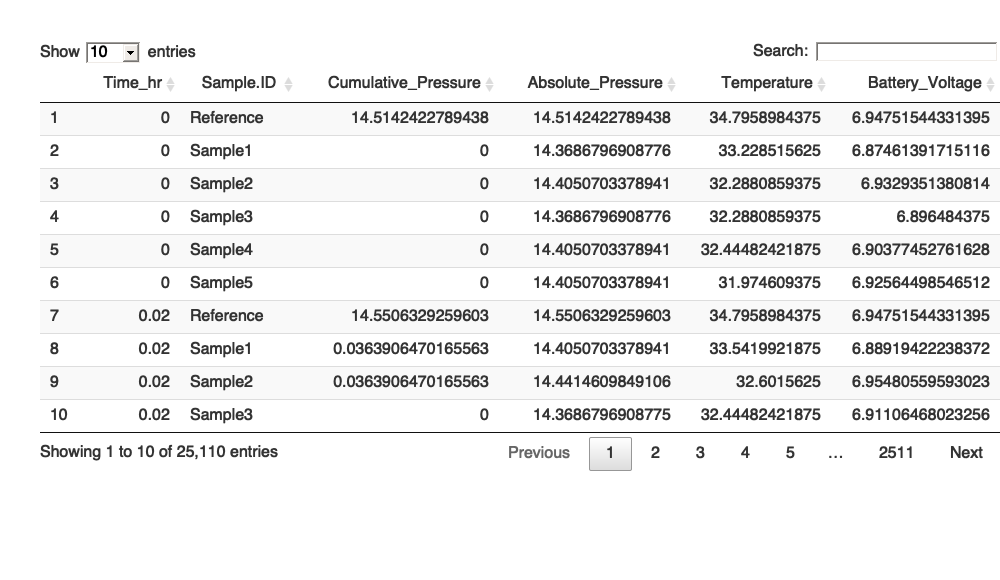 Show 10 entries Search:
Time_hr Sample.ID Cumulative_Pressure Absolute_Pressure Temperature Battery_Voltage
1 0 Reference 14.5142422789438 14.5142422789438 34.7958984375 6.94751544331395
2 0 Sample1 0 14.3686796908776 33.228515625 6.87461391715116
3 0 Sample2 0 14.4050703378941 32.2880859375 6.9329351380814
4 0 Sample3 0 14.3686796908776 32.2880859375 6.896484375
5 0 Sample4 0 14.4050703378941 32.44482421875 6.90377452761628
6 0 Sample5 0 14.4050703378941 31.974609375 6.92564498546512
7 0.02 Reference 14.5506329259603 14.5506329259603 34.7958984375 6.94751544331395
8 0.02 Sample1 0.0363906470165563 14.4050703378941 33.5419921875 6.88919422238372
9 0.02 Sample2 0.0363906470165563 14.4414609849106 32.6015625 6.95480559593023
10 0.02 Sample3 0 14.3686796908775 32.44482421875 6.91106468023256
Showing 1 to 10 of 25,110 entries Previous 1 2 3 4 5 … 2511 Next